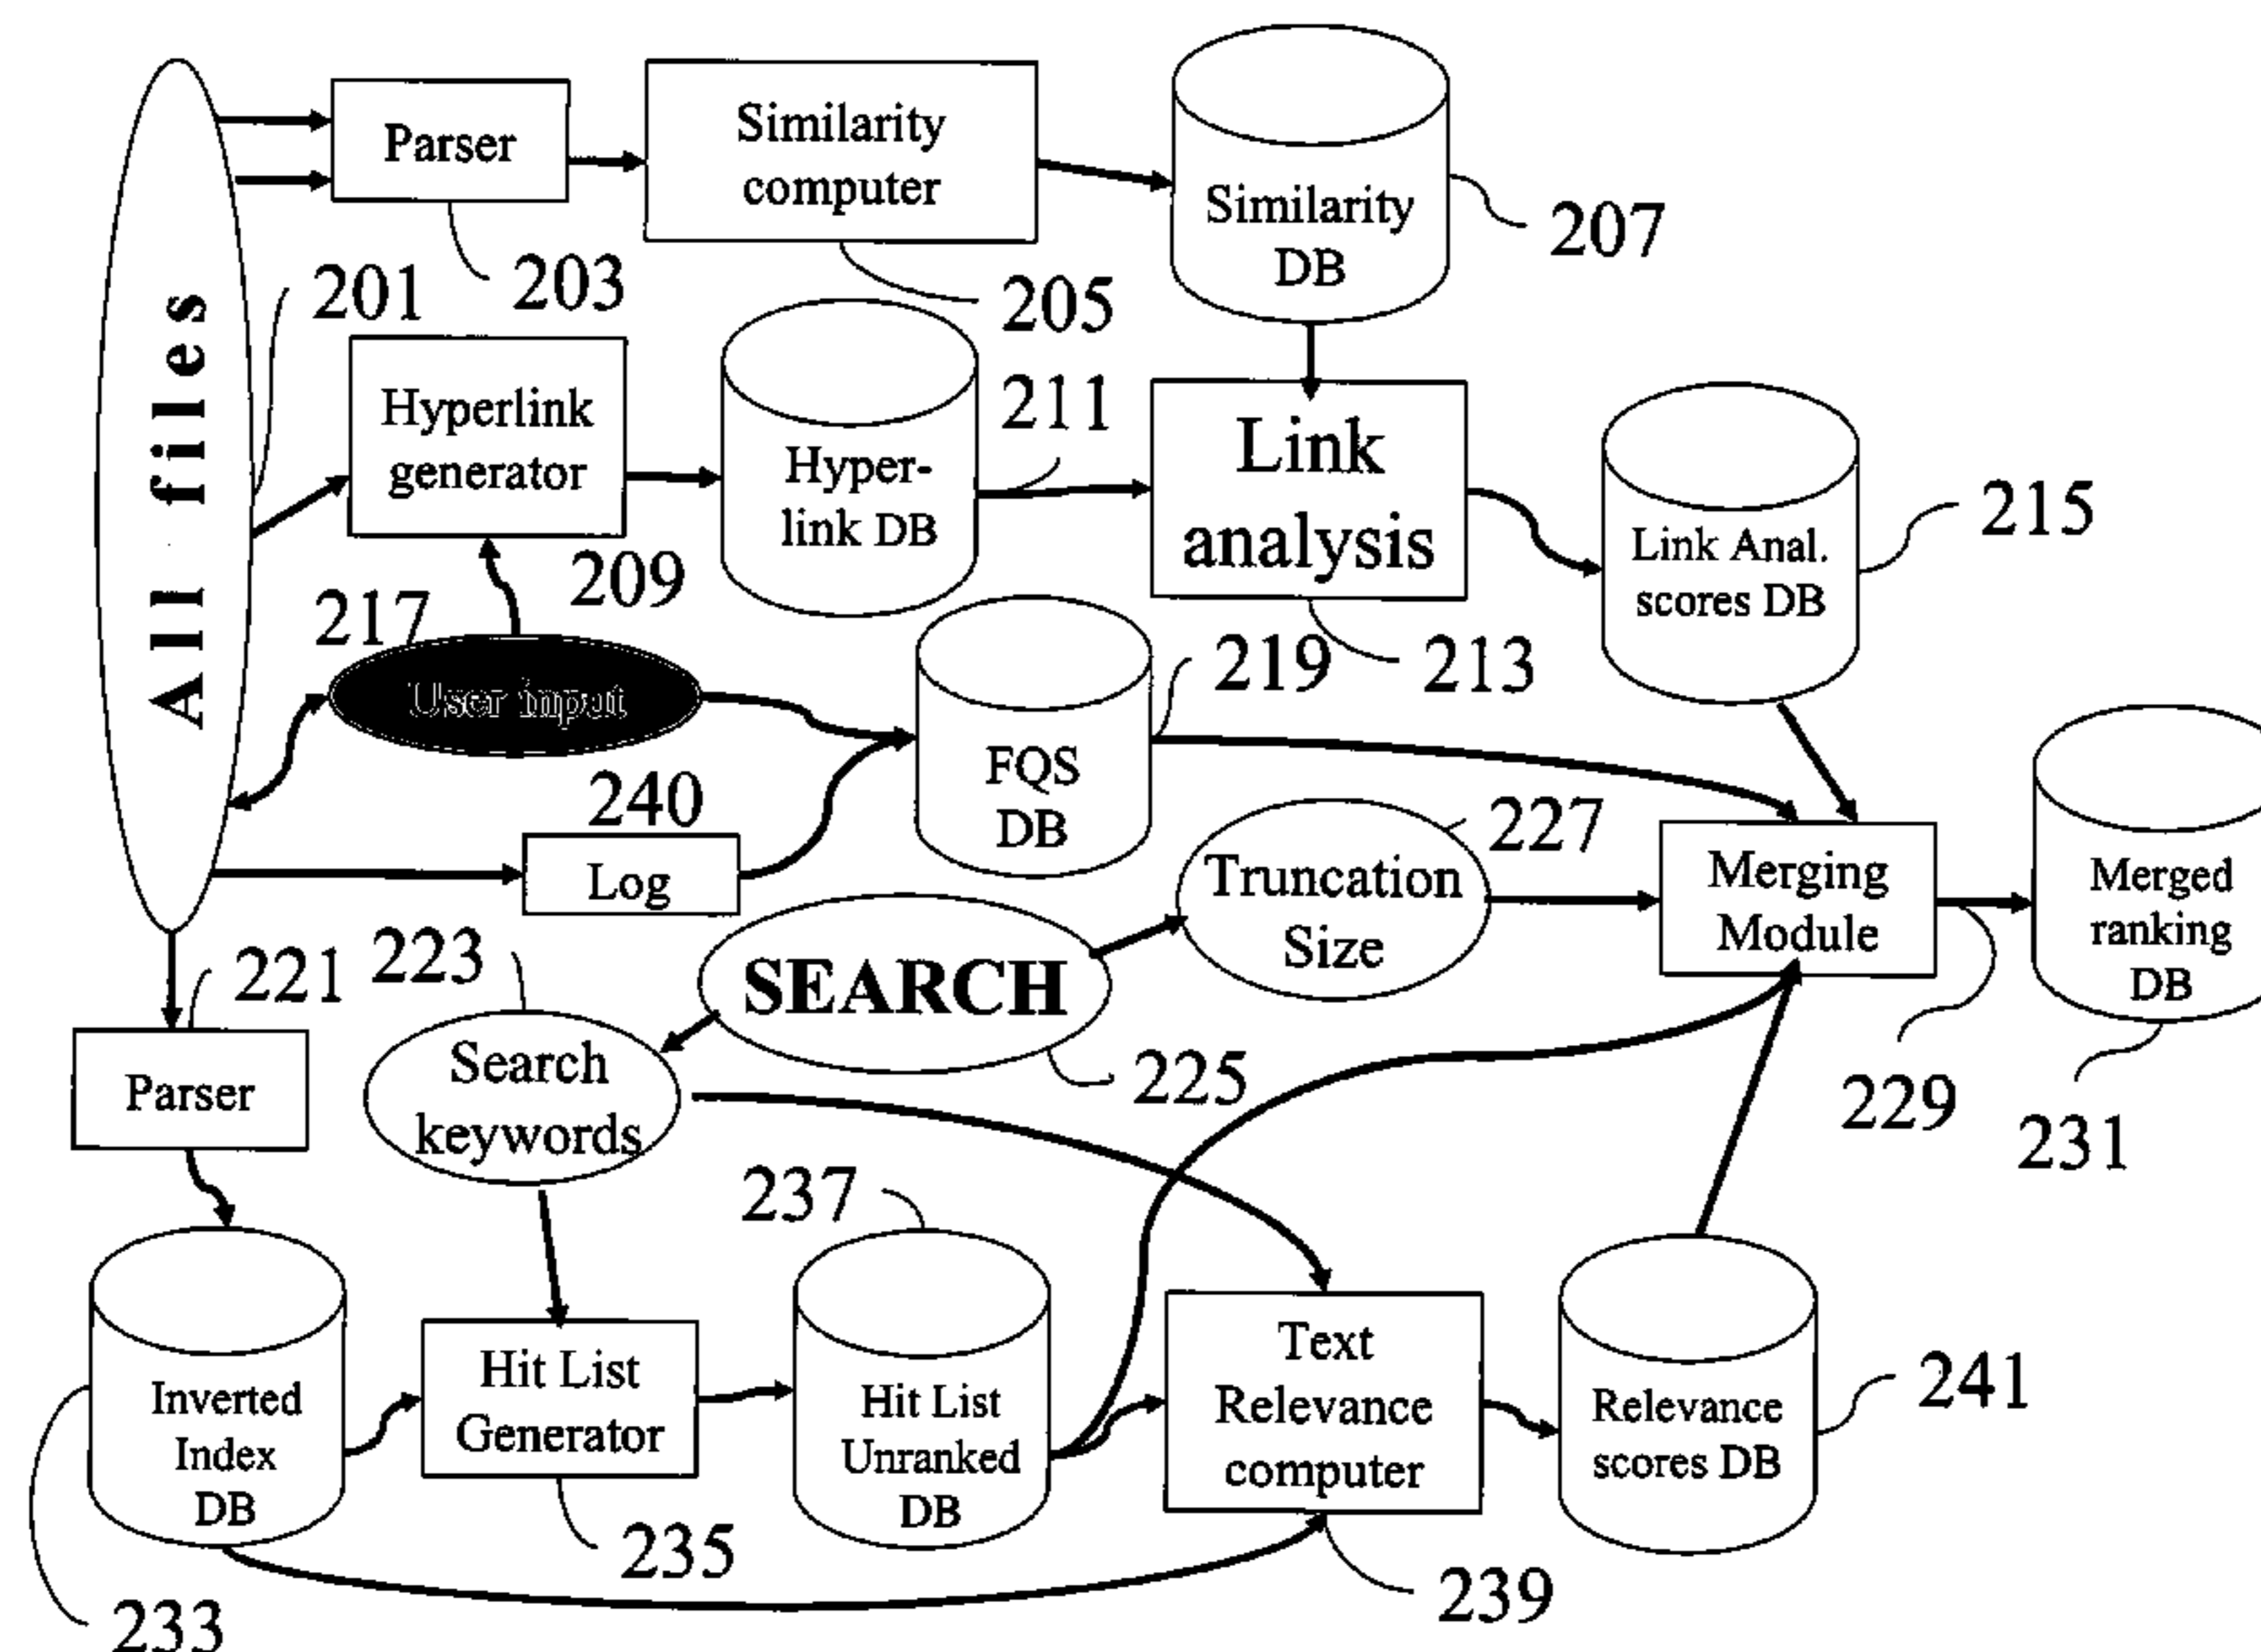 All files
Parser
Similarity
computer
Similarity
DB
207
203
201
205
Hyperlink
generator
Hyper-
link DB
211
Link
analysis
Link Anal.
scores DB
215
209
217
User input
213
219
FQS
DB
240
Log
227
Truncation
Size
Merging
Module
Merged
ranking
DB
SEARCH
223
221
225
229
231
Parser
Search
keywords
237
Inverted
Index
DB
Hit List
Generator
Hit List
Unranked
DB
Text
Relevance
computer
Relevance
scores DB
241
235
239
233